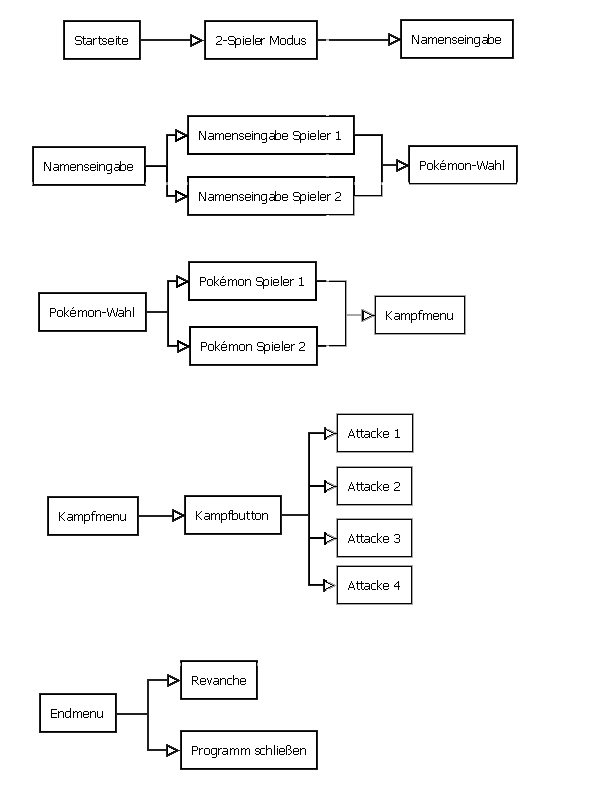 Startseite
2-Spieler Modus
Namenseingabe
Namenseingabe
Namenseingabe Spieler 1
Namenseingabe Spieler 2
Pokémon-Wahl
Pokémon-Wahl
Pokémon Spieler 1
Pokémon Spieler 2
Kampfmenu
Kampfmenu
Kampfbutton
Attacke 1
Attacke 2
Attacke 3
Attacke 4
Endmenu
Revanche
Programm schließen